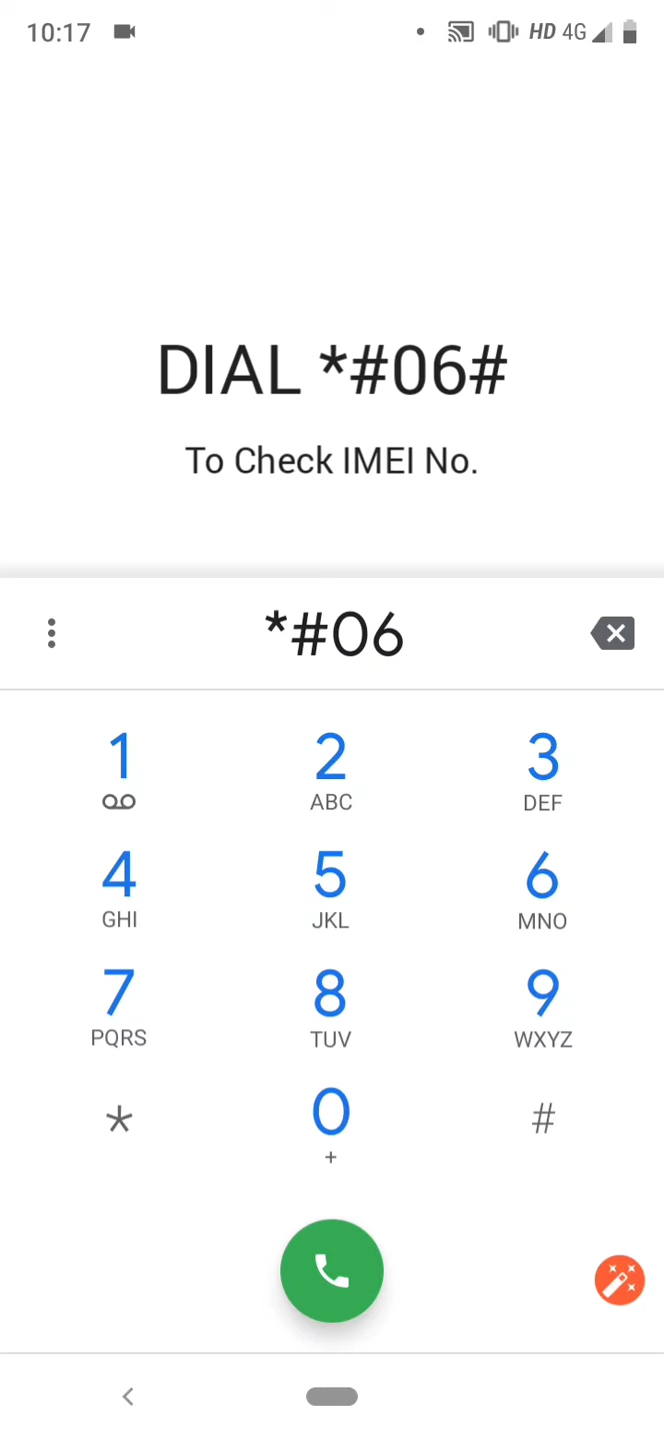 10:17 HD 4G
DIAL *#06#
To Check IMEI No.
*#06
1 2 3
ABC DEF
4 5 6
GHI JKL MNO
7 8 9
PQRS TUV WXYZ
* 0 #
+